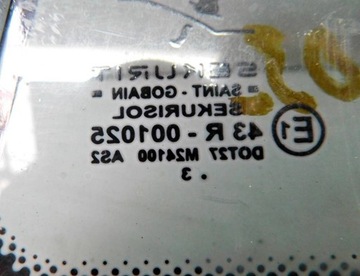 SEKURIT
SAINT-GOBAIN
SEKURISOL
E1 43 R - 001025
DOT27 M24100 AS2
. 3